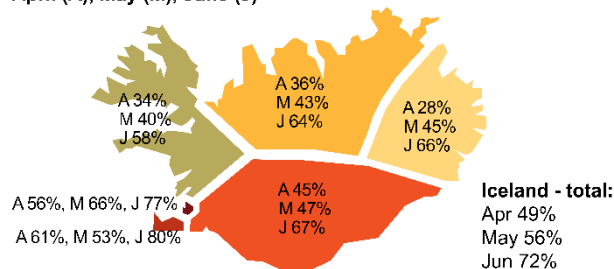 April (A), May (M), June (J)
A 36%
M 43%
J 64%
A 34%
M 40%
J 58%
A 28%
M 45%
J 66%
A 56%, M 66%, J 77%
A 61%, M 53%, J 80%
A 45%
M 47%
J 67%
Iceland - total:
Apr 49%
May 56%
Jun 72%